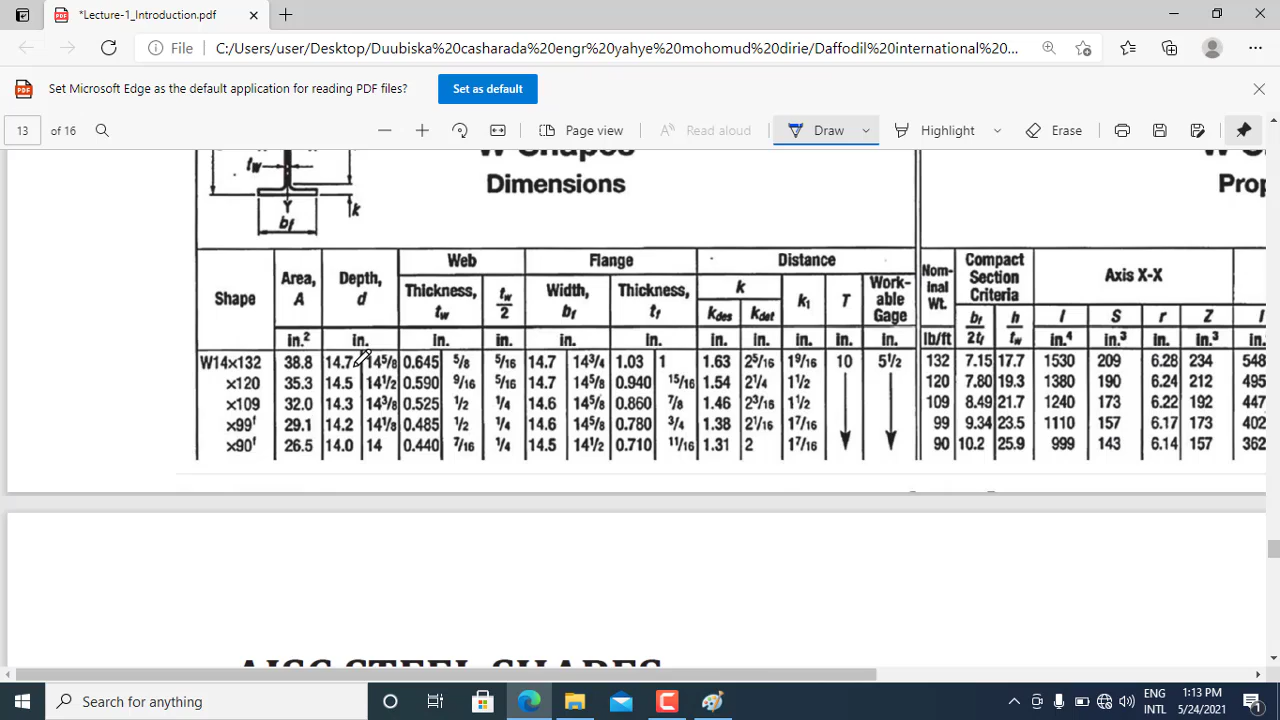 *Lecture-1_Introduction.pdf
File C:/Users/user/Desktop/Duubiska%20casharada%20engr%20yahye%20mohomud%20dirie/Daffodil%20international%20...
Set Microsoft Edge as the default application for reading PDF files? Set as default
13 of 16 Page view Read aloud Draw Highlight Erase
W-Shapes
Dimensions
Prop
tw
k
Y
bf
Shape Area, A Depth, d Web Flange Distance Nominal Wt. Compact Section Criteria Axis X-X
Thickness, tw tw/2 Width, bf Thickness, tf k k1 T Workable Gage
kdes kdet bf/2tf h/tw I S r Z I
in.² in. in. in. in. in. in. in. in. in. lb/ft in.⁴ in.³ in. in.³ in.
W14×132 38.8 14.7 14⁵/8 0.645 5/8 5/16 14.7 14³/4 1.03 1 1.63 2⁵/16 1⁹/16 10 5¹/2 132 7.15 17.7 1530 209 6.28 234 548
×120 35.3 14.5 14¹/2 0.590 9/16 5/16 14.7 14⁵/8 0.940 15/16 1.54 2¹/4 1¹/2 120 7.80 19.3 1380 190 6.24 212 495
×109 32.0 14.3 14³/8 0.525 1/2 1/4 14.6 14⁵/8 0.860 7/8 1.46 2³/16 1¹/2 109 8.49 21.7 1240 173 6.22 192 447
×99f 29.1 14.2 14¹/8 0.485 1/2 1/4 14.6 14⁵/8 0.780 3/4 1.38 2¹/16 1⁷/16 99 9.34 23.5 1110 157 6.17 173 402
×90f 26.5 14.0 14 0.440 7/16 1/4 14.5 14¹/2 0.710 11/16 1.31 2 1⁷/16 90 10.2 25.9 999 143 6.14 157 362
AISC STEEL SHAPES
Search for anything
ENG
INTL
1:13 PM
5/24/2021
1